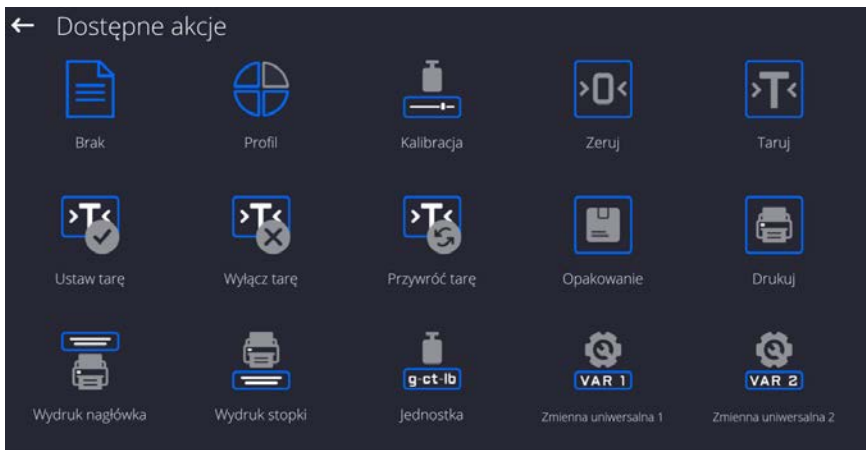 Dostępne akcje
Brak
Profil
Kalibracja
>0<
Zeruj
>T<
Taruj
>T<
Ustaw tarę
>T<
Wyłącz tarę
>T<
Przywróć tarę
Opakowanie
Drukuj
Wydruk nagłówka
Wydruk stopki
g-ct-lb
Jednostka
VAR 1
Zmienna uniwersalna 1
VAR 2
Zmienna uniwersalna 2